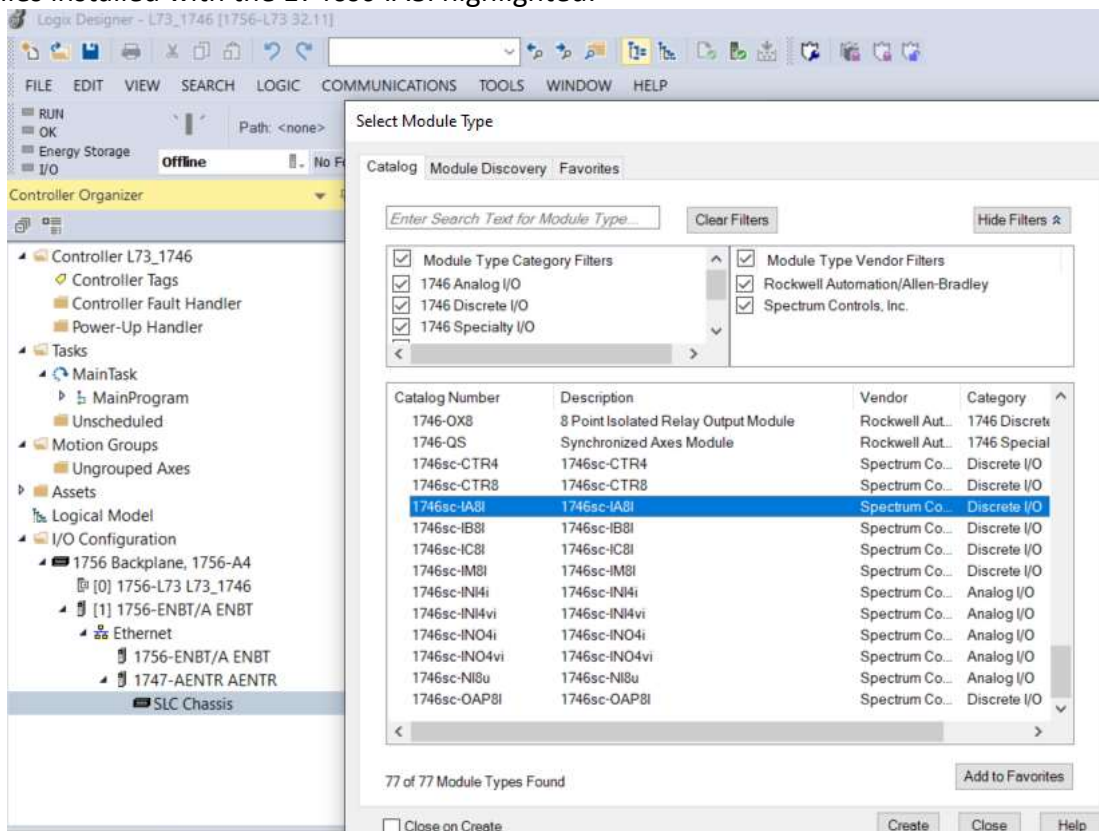 installed with the
highlighted.
Logix Designer - L73_1746 [1756-L73 32.11]
FILE EDIT VIEW SEARCH LOGIC COMMUNICATIONS TOOLS WINDOW HELP
RUN
OK
Energy Storage
I/O
Path: <none>
Offline
No
Controller Organizer
Controller L73_1746
Controller Tags
Controller Fault Handler
Power-Up Handler
Tasks
MainTask
MainProgram
Unscheduled
Motion Groups
Ungrouped Axes
Assets
Logical Model
I/O Configuration
1756 Backplane, 1756-A4
[0] 1756-L73 L73_1746
[1] 1756-ENBT/A ENBT
Ethernet
1756-ENBT/A ENBT
1747-AENTR AENTR
SLC Chassis
Select Module Type
Catalog Module Discovery Favorites
Enter Search Text for Module Type... Clear Filters Hide Filters
Module Type Category Filters
1746 Analog I/O
1746 Discrete I/O
1746 Specialty I/O
Module Type Vendor Filters
Rockwell Automation/Allen-Bradley
Spectrum Controls, Inc.
Catalog Number Description Vendor Category
1746-OX8 8 Point Isolated Relay Output Module Rockwell Aut... 1746 Discrete
1746-QS Synchronized Axes Module Rockwell Aut... 1746 Special
1746sc-CTR4 1746sc-CTR4 Spectrum Co... Discrete I/O
1746sc-CTR8 1746sc-CTR8 Spectrum Co... Discrete I/O
1746sc-IA8I 1746sc-IA8I Spectrum Co... Discrete I/O
1746sc-IB8I 1746sc-IB8I Spectrum Co... Discrete I/O
1746sc-IC8I 1746sc-IC8I Spectrum Co... Discrete I/O
1746sc-IM8I 1746sc-IM8I Spectrum Co... Discrete I/O
1746sc-INI4i 1746sc-INI4i Spectrum Co... Analog I/O
1746sc-INI4vi 1746sc-INI4vi Spectrum Co... Analog I/O
1746sc-INO4i 1746sc-INO4i Spectrum Co... Analog I/O
1746sc-INO4vi 1746sc-INO4vi Spectrum Co... Analog I/O
1746sc-NI8u 1746sc-NI8u Spectrum Co... Analog I/O
1746sc-OAP8I 1746sc-OAP8I Spectrum Co... Discrete I/O
77 of 77 Module Types Found
Add to Favorites
Close on Create
Create Close Help